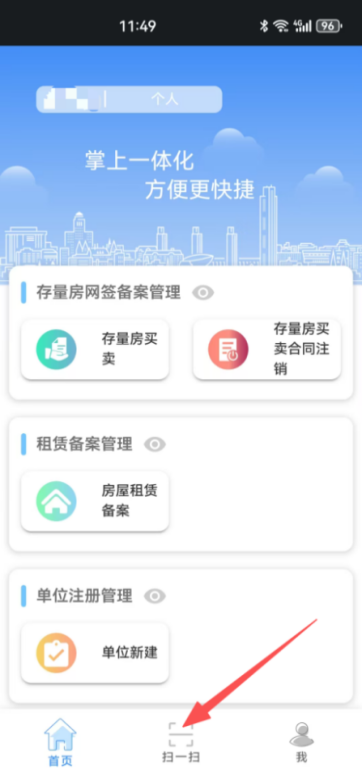 11:49
4G
96
个人
掌上一体化
方便更快捷
存量房网签备案管理
存量房买
卖
存量房买
卖合同注
销
租赁备案管理
房屋租赁
备案
单位注册管理
单位新建
首页
扫一扫
我